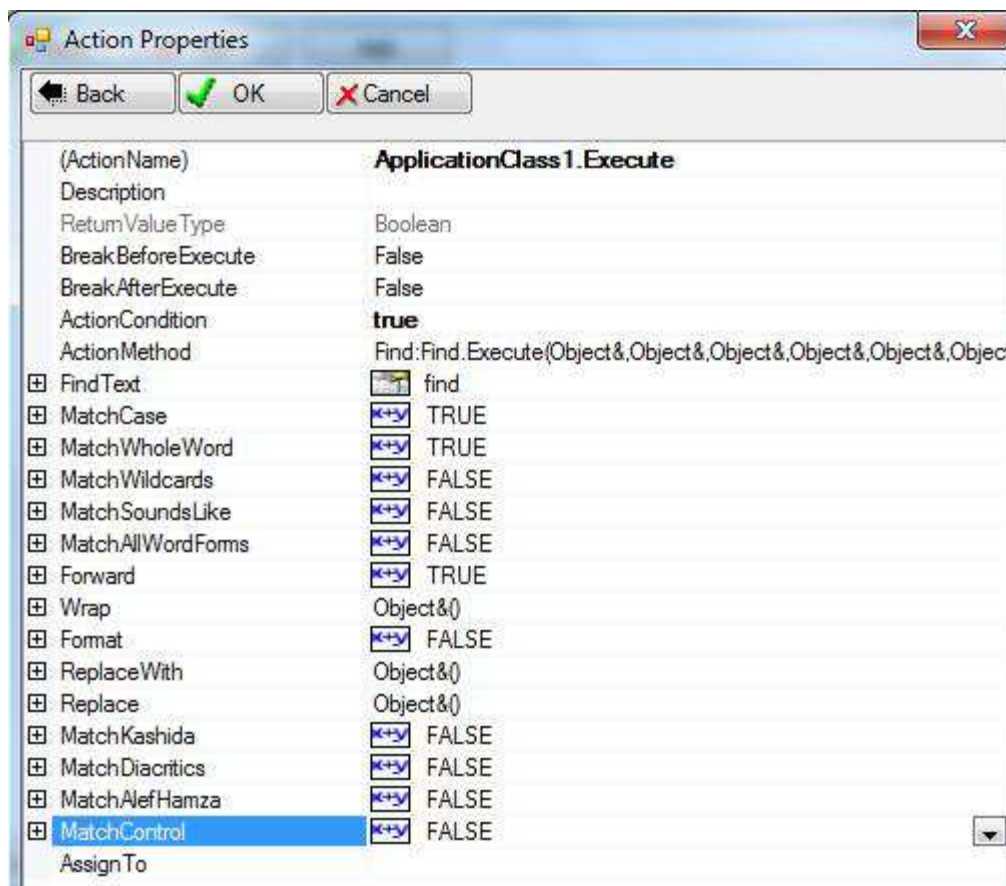 Action Properties
Back OK Cancel
(ActionName) ApplicationClass1.Execute
Description
ReturnValueType Boolean
BreakBeforeExecute False
BreakAfterExecute False
ActionCondition true
ActionMethod Find:Find.Execute(Object&,Object&,Object&,Object&,Object&,Objec
FindText find
MatchCase TRUE
MatchWholeWord TRUE
MatchWildcards FALSE
MatchSoundsLike FALSE
MatchAllWordForms FALSE
Forward TRUE
Wrap Object&()
Format FALSE
ReplaceWith Object&()
Replace Object&()
MatchKashida FALSE
MatchDiacritics FALSE
MatchAlefHamza FALSE
MatchControl FALSE
AssignTo